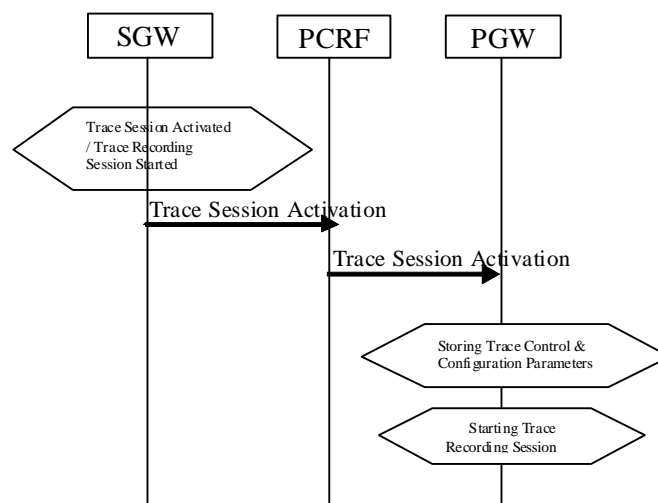 SGW
PCRF
PGW
Trace Session Activated
/ Trace Recording
Session Started
Trace Session Activation
Trace Session Activation
Storing Trace Control &
Configuration Parameters
Starting Trace
Recording Session